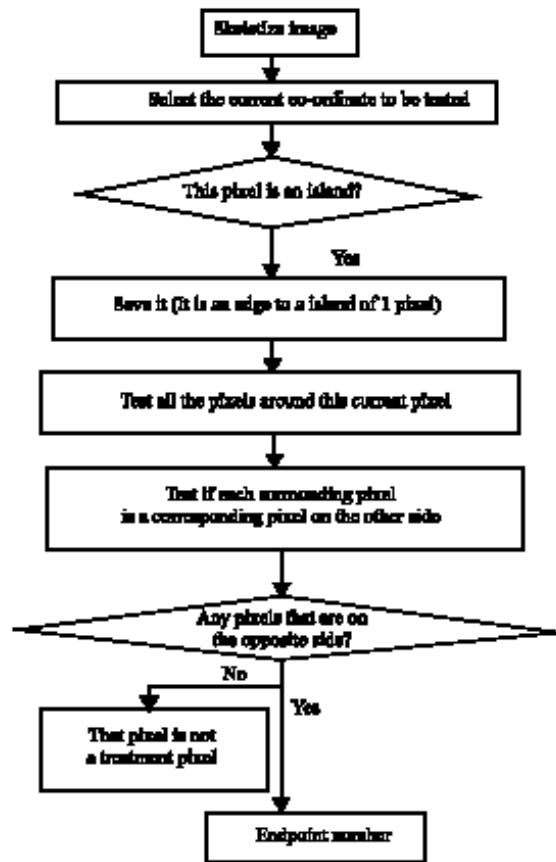 Skeletize image
Select the current co-ordinate to be tested
This pixel is an island?
Yes
Save it (It is an edge to a island of 1 pixel)
Test all the pixels around this current pixel
Test if each surrounding pixel
is a corresponding pixel on the other side
Any pixels that are on
the opposite side?
No
Yes
That pixel is not
a treatment pixel
Endpoint number